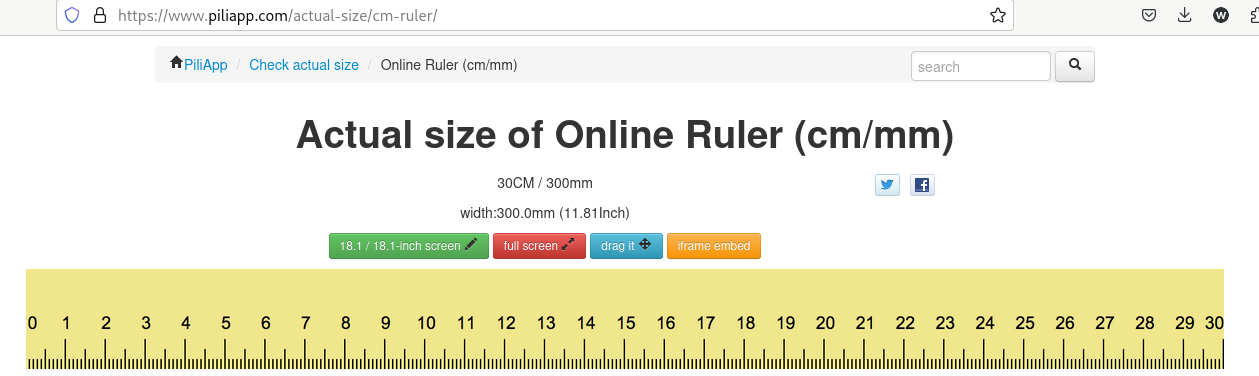 https://www.piliapp.com/actual-size/cm-ruler/
W
PiliApp / Check actual size / Online Ruler (cm/mm)
search
Actual size of Online Ruler (cm/mm)
30CM / 300mm
width:300.0mm (11.81Inch)
18.1 / 18.1-inch screen full screen drag it iframe embed
0 1 2 3 4 5 6 7 8 9 10 11 12 13 14 15 16 17 18 19 20 21 22 23 24 25 26 27 28 29 30